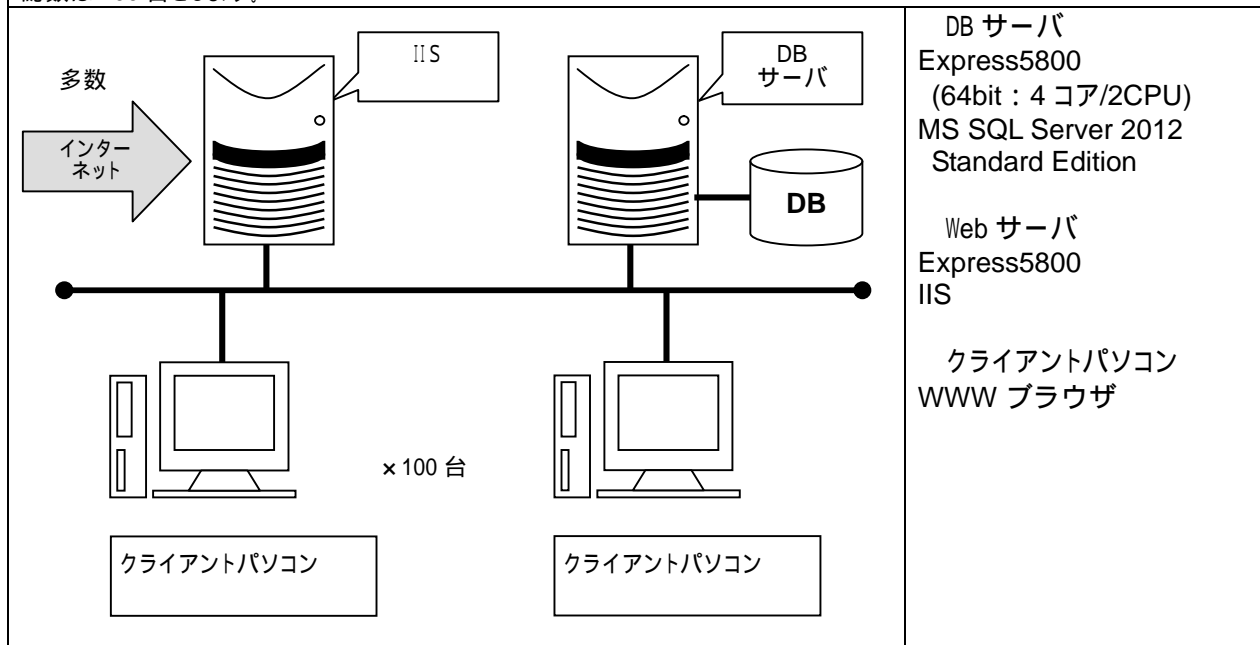 IIS
DB
サーバ
多数
インター
ネット
DB
×100 台
クライアントパソコン
クライアントパソコン
DB サーバ
Express5800
(64bit：4 コア/2CPU)
MS SQL Server 2012
Standard Edition
Web サーバ
Express5800
IIS
クライアントパソコン
WWW ブラウザ